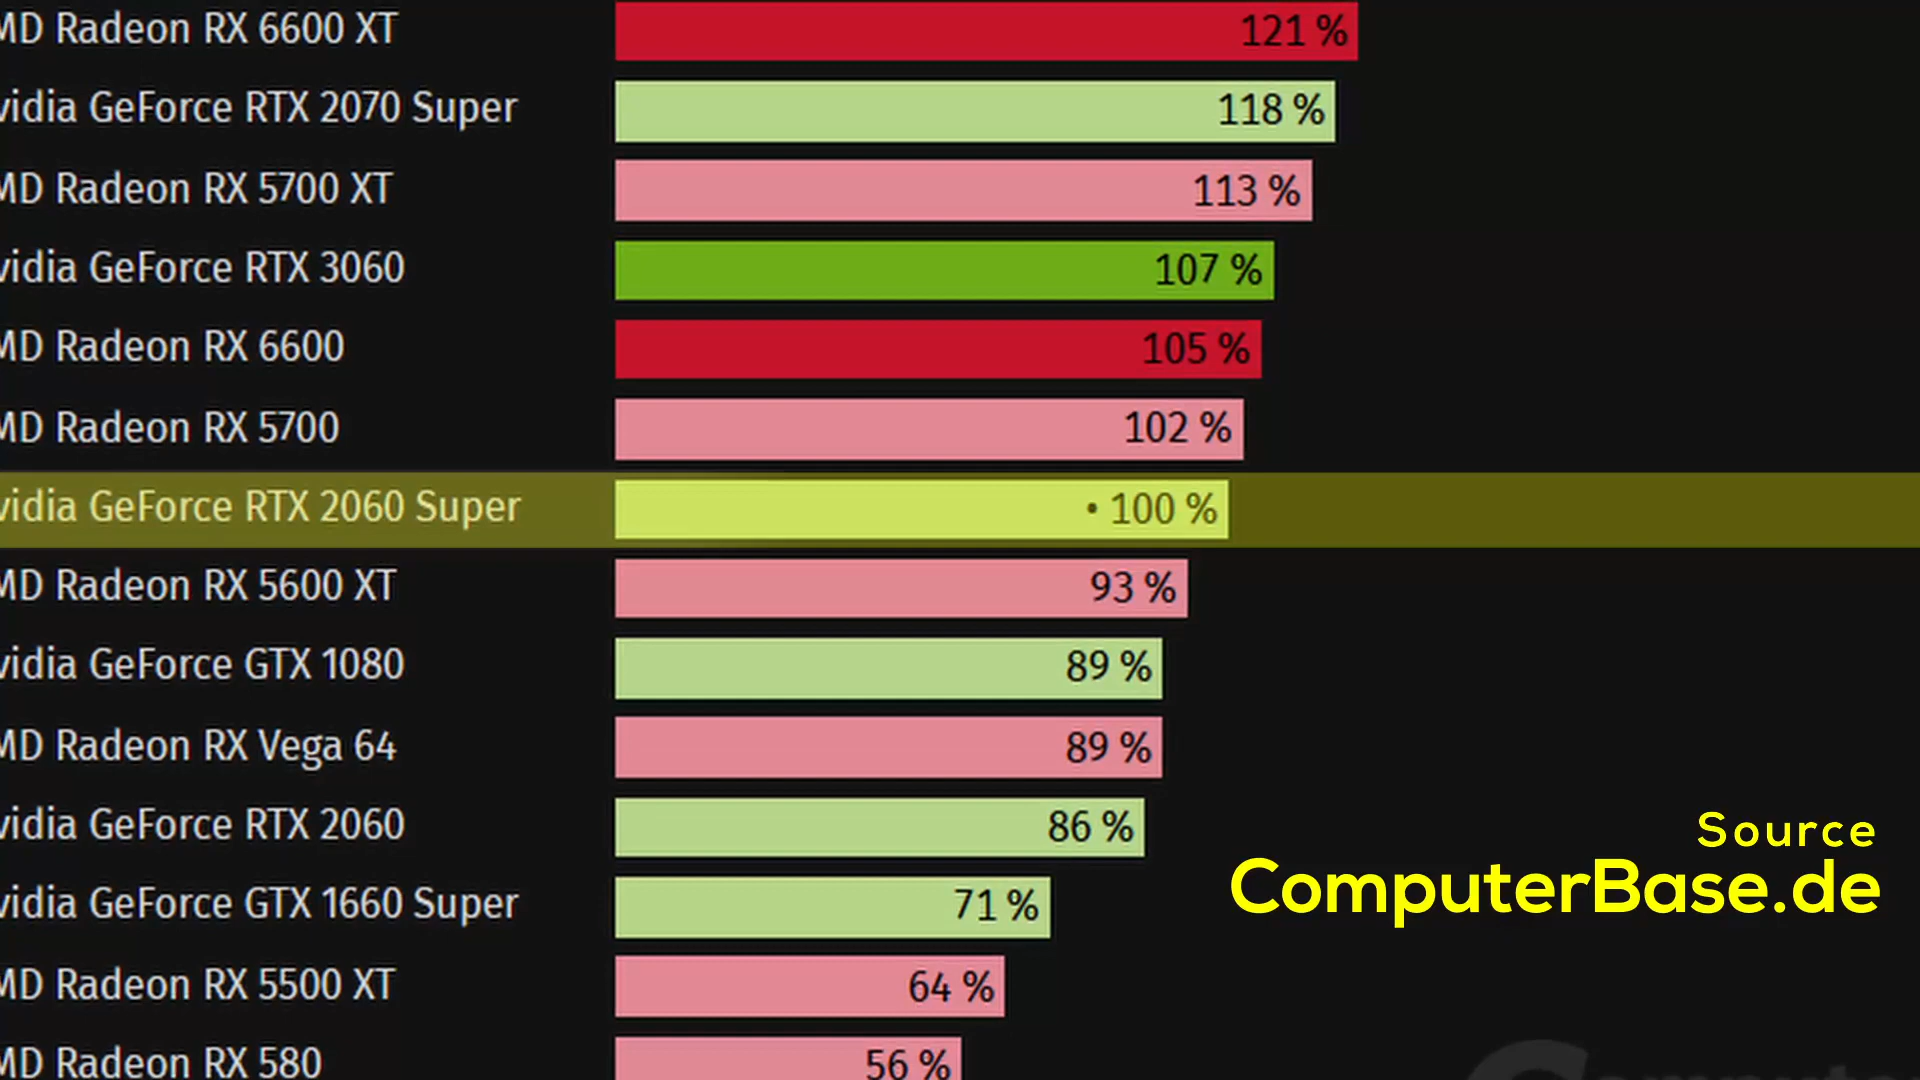 MD Radeon RX 6600 XT 121 %
vidia GeForce RTX 2070 Super 118 %
MD Radeon RX 5700 XT 113 %
vidia GeForce RTX 3060 107 %
MD Radeon RX 6600 105 %
MD Radeon RX 5700 102 %
vidia GeForce RTX 2060 Super • 100 %
MD Radeon RX 5600 XT 93 %
vidia GeForce GTX 1080 89 %
MD Radeon RX Vega 64 89 %
vidia GeForce RTX 2060 86 %
vidia GeForce GTX 1660 Super 71 %
MD Radeon RX 5500 XT 64 %
MD Radeon RX 580 56 %
Source
ComputerBase.de